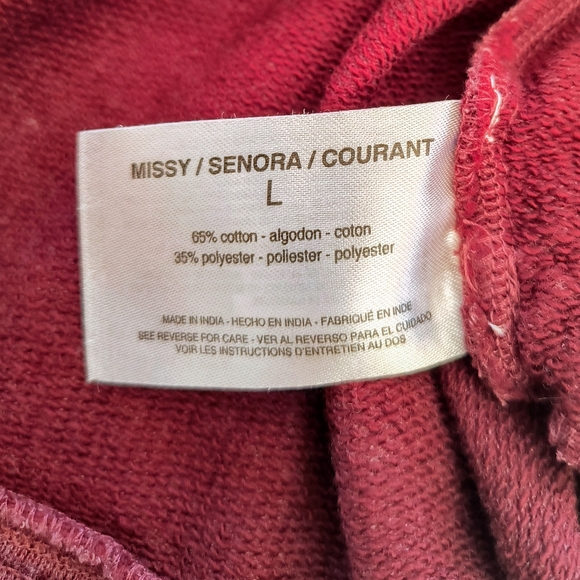 MISSY / SENORA / COURANT
L
65% cotton - algodon - coton
35% polyester - poliester - polyester
MADE IN INDIA - HECHO EN INDIA - FABRIQUÉ EN INDE
SEE REVERSE FOR CARE - VER AL REVERSO PARA EL CUIDADO
VOIR LES INSTRUCTIONS D'ENTRETIEN AU DOS